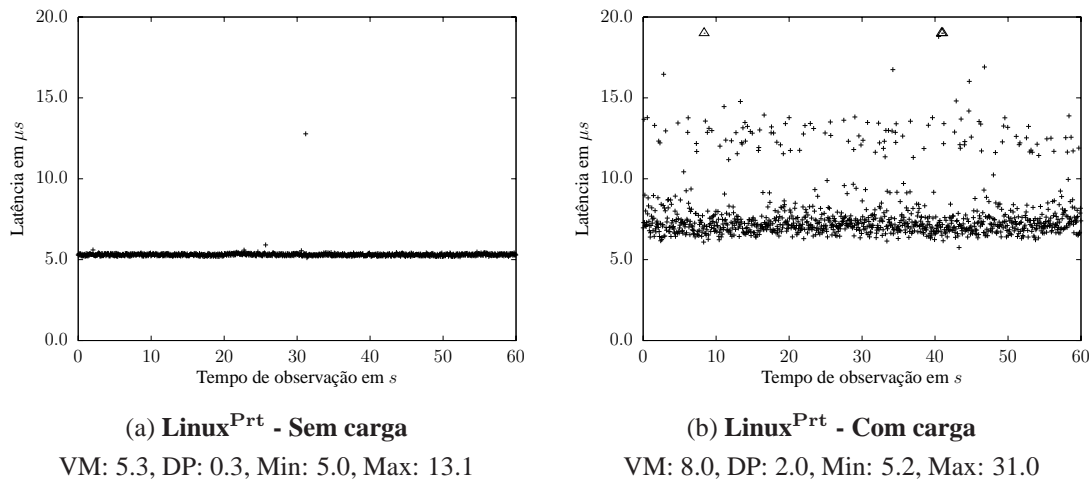 20.0
15.0
10.0
5.0
0.0
0 10 20 30 40 50 60
Latência em μs
Tempo de observação em s
(a) Linux^Prt - Sem carga
VM: 5.3, DP: 0.3, Min: 5.0, Max: 13.1
20.0
15.0
10.0
5.0
0.0
0 10 20 30 40 50 60
Latência em μs
Tempo de observação em s
(b) Linux^Prt - Com carga
VM: 8.0, DP: 2.0, Min: 5.2, Max: 31.0